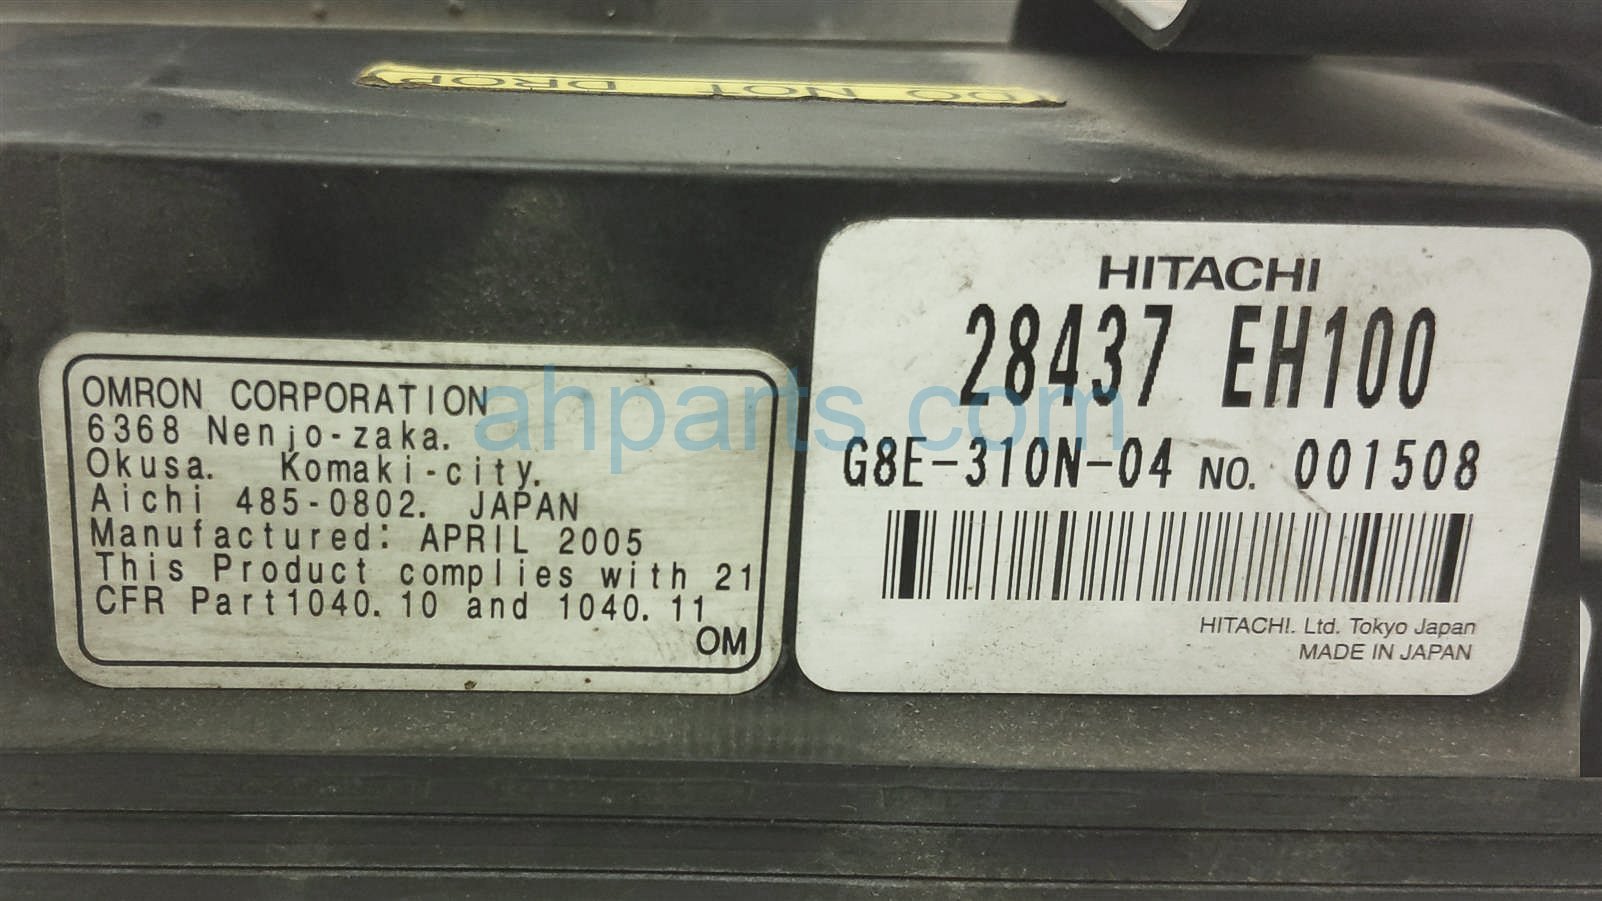 DO NOT DROP
OMRON CORPORATION
6368 Nenjo-zaka.
Okusa. Komaki-city.
Aichi 485-0802. JAPAN
Manufactured: APRIL 2005
This Product complies with 21
CFR Part1040.10 and 1040.11
OM
HITACHI
28437 EH100
G8E-310N-04 NO. 001508
HITACHI. Ltd. Tokyo Japan
MADE IN JAPAN
ahparts.com